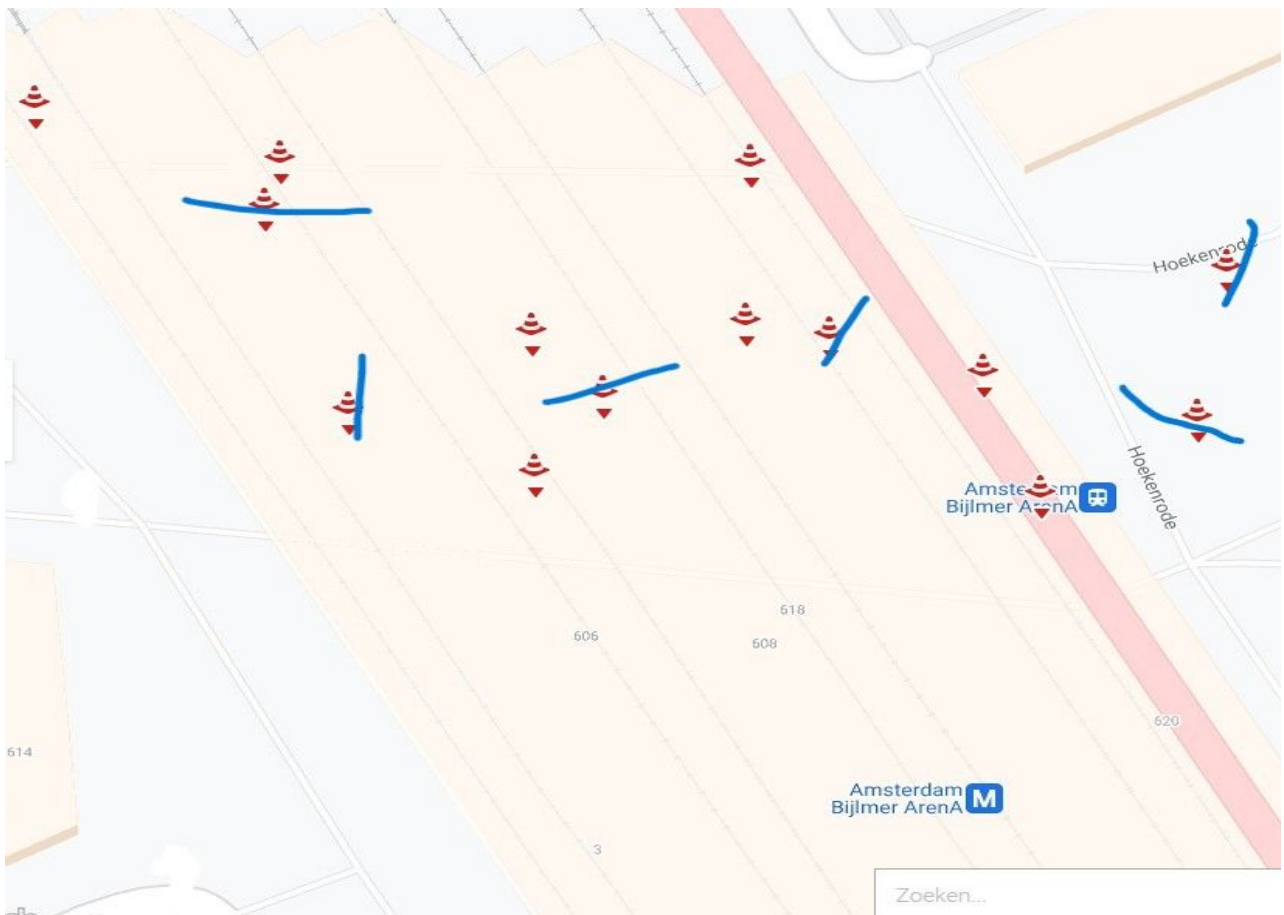 Hoekenrode
Hoekenrode
Amsterdam
Bijlmer ArenA
618
606
608
620
614
Amsterdam
Bijlmer ArenA M
3
Zoeken...